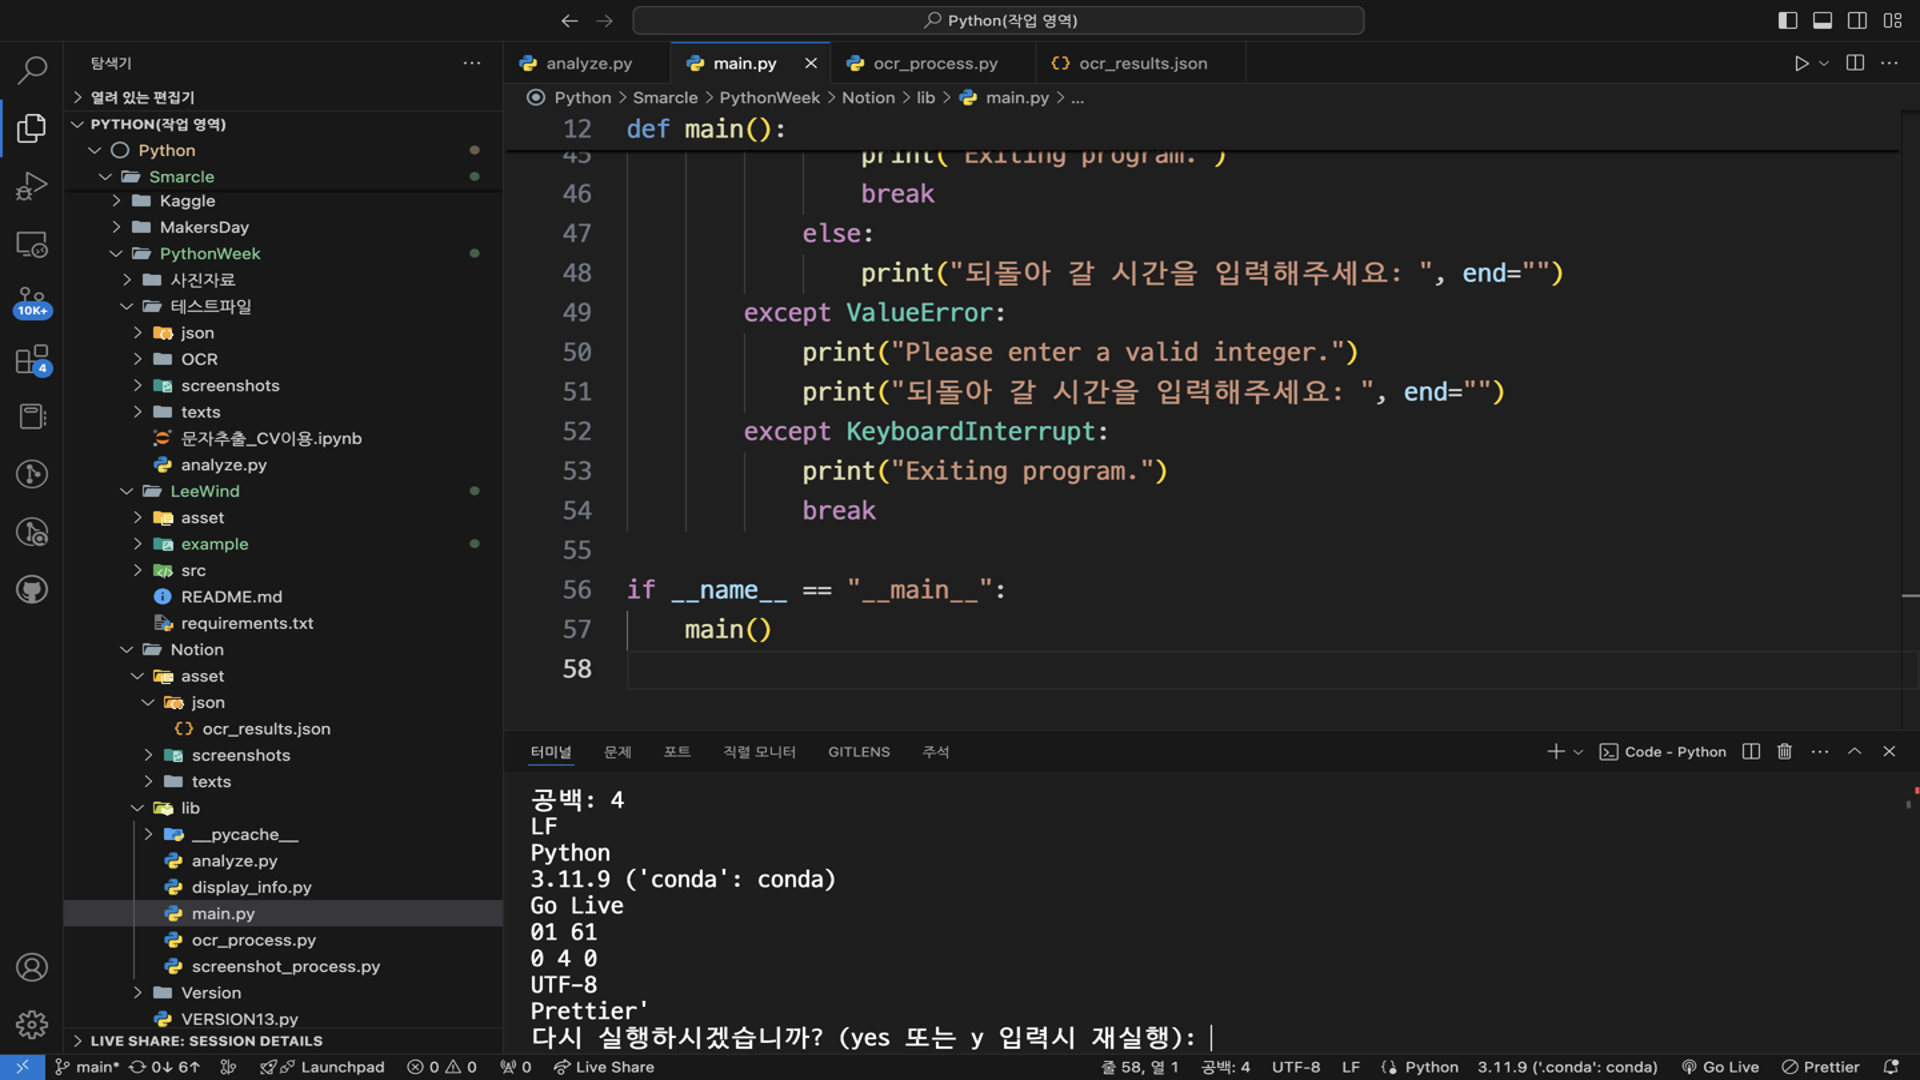 Python(작업 영역)
탐색기
열려 있는 편집기
PYTHON(작업 영역)
Python
Smarcle
Kaggle
MakersDay
PythonWeek
사진자료
테스트파일
json
OCR
screenshots
texts
문자추출_CV이용.ipynb
analyze.py
LeeWind
asset
example
src
README.md
requirements.txt
Notion
asset
json
ocr_results.json
screenshots
texts
lib
__pycache__
analyze.py
display_info.py
main.py
ocr_process.py
screenshot_process.py
Version
VERSION13.py
LIVE SHARE: SESSION DETAILS
10K+
4
analyze.py main.py ocr_process.py ocr_results.json
Python > Smarcle > PythonWeek > Notion > lib > main.py > ...
12 def main():
45 print("Exiting program.")
46 break
47 else:
48 print("되돌아 갈 시간을 입력해주세요: ", end="")
49 except ValueError:
50 print("Please enter a valid integer.")
51 print("되돌아 갈 시간을 입력해주세요: ", end="")
52 except KeyboardInterrupt:
53 print("Exiting program.")
54 break
55
56 if __name__ == "__main__":
57 main()
58
터미널 문제 포트 직렬 모니터 GITLENS 주석
Code - Python
공백: 4
LF
Python
3.11.9 ('conda': conda)
Go Live
01 61
0 4 0
UTF-8
Prettier'
다시 실행하시겠습니까? (yes 또는 y 입력시 재실행):
main* 0↓ 6↑ Launchpad 0 0 0 Live Share 줄 58, 열 1 공백: 4 UTF-8 LF Python 3.11.9 ('.conda': conda) Go Live Prettier